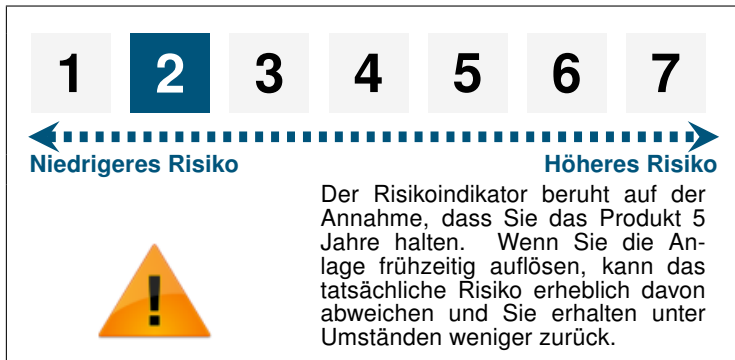 1 2 3 4 5 6 7
Niedrigeres Risiko Höheres Risiko
Der Risikoindikator beruht auf der
Annahme, dass Sie das Produkt 5
Jahre halten. Wenn Sie die An-
lage frühzeitig auflösen, kann das
tatsächliche Risiko erheblich davon
abweichen und Sie erhalten unter
Umständen weniger zurück.
!